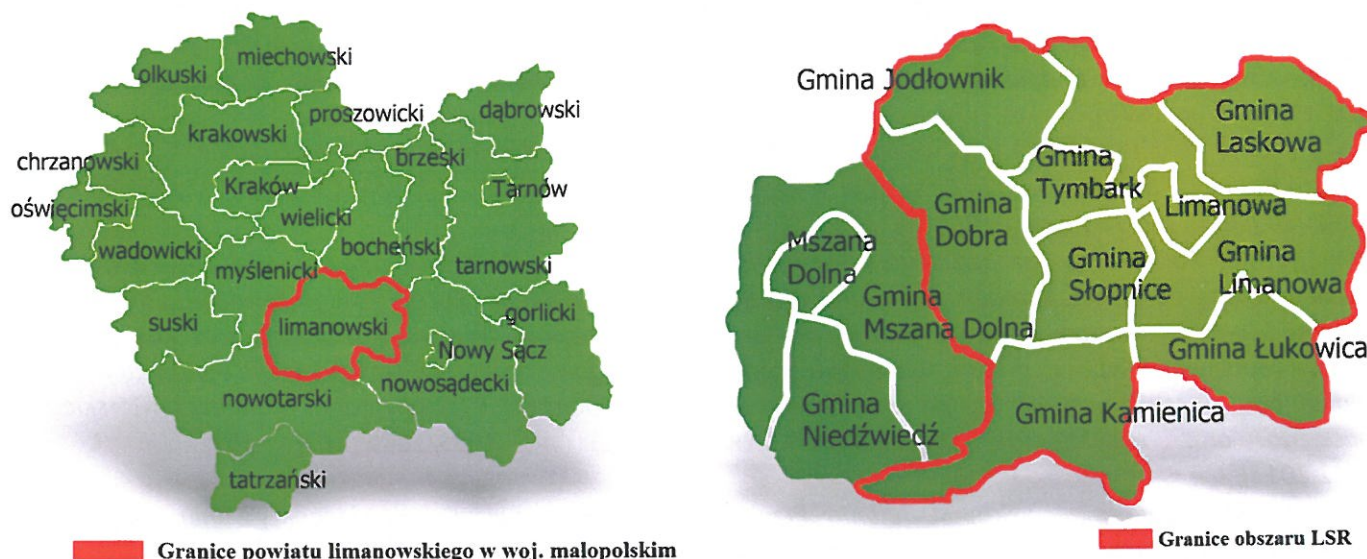 miechowski
olkuski
proszowicki
dąbrowski
krakowski
brzeski
chrzanowski
Kraków
Tarnów
oświęcimski
wielicki
wadowicki
bocheński
myślenicki
tarnowski
suski
limanowski
gorlicki
Nowy Sącz
nowosądecki
nowotarski
tatrzański
Granice powiatu limanowskiego w woj. malopolskim
Gmina Jodłownik
Gmina
Laskowa
Gmina
Tymbark
Limanowa
Gmina
Dobra
Mszana
Dolna
Gmina
Słopnice
Gmina
Limanowa
Gmina
Mszana Dolna
Gmina Łukowica
Gmina
Niedźwiedź
Gmina Kamienica
Granice obszaru LSR